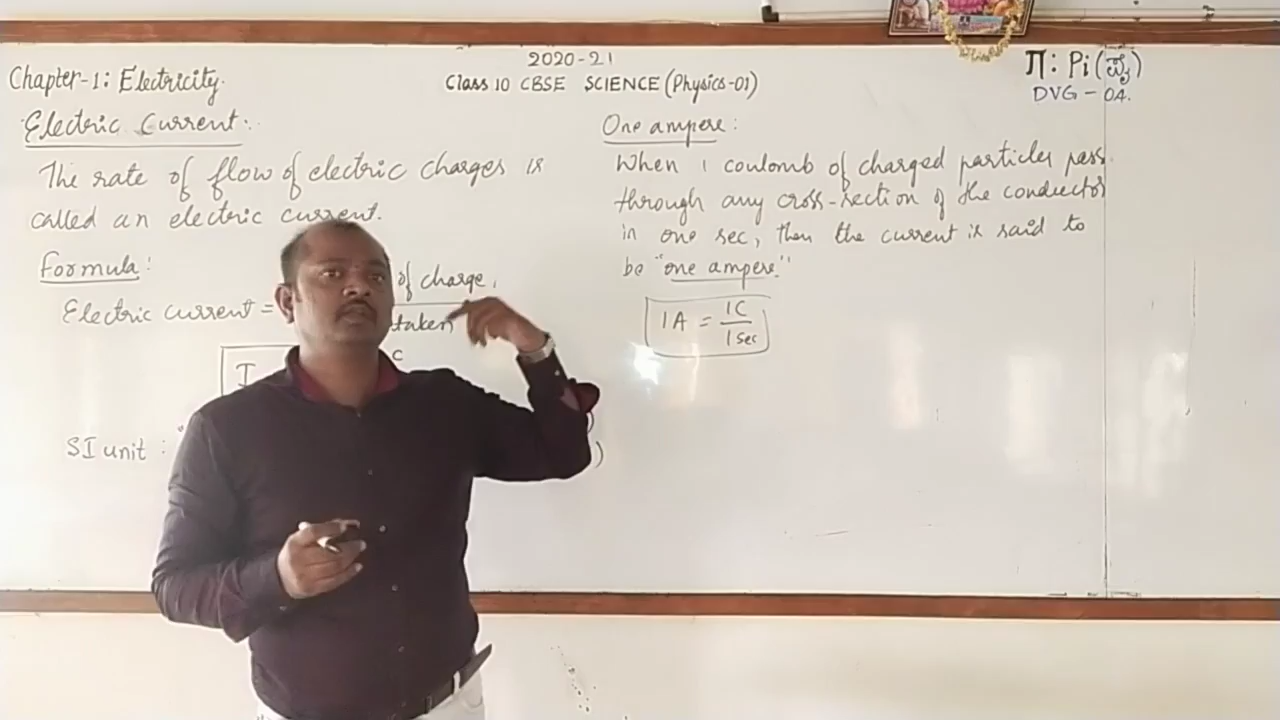 2020-21
Chapter-1: Electricity.
Class 10 CBSE SCIENCE (Physics-01)
π: Pi(ಪೈ)
DVG - 04.
Electric Current:
The rate of flow of electric charges is
called an electric current.
Formula:
Electric current =
of charge
taken
C
I
SI unit :
)
One ampere:
When 1 coulomb of charged particles pass
through any cross-section of the conductor
in one sec, then the current is said to
be "one ampere."
1A = 1C
1 sec